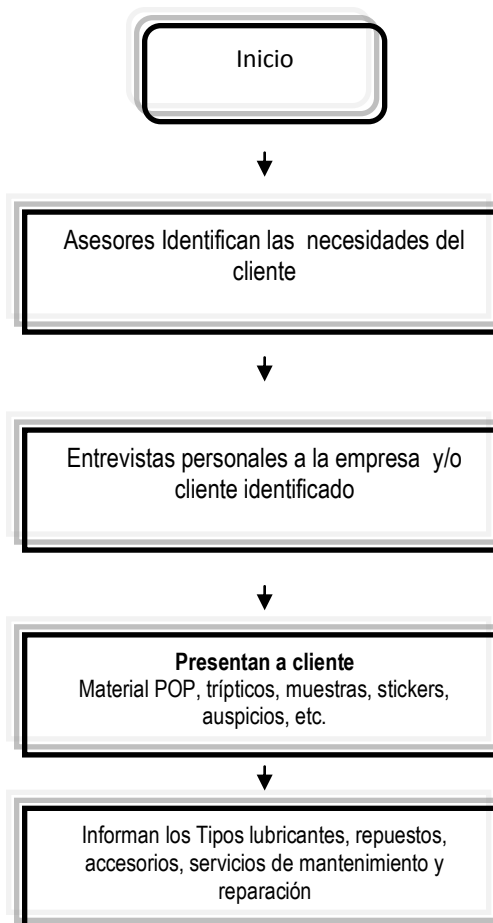 Inicio
Asesores Identifican las necesidades del
cliente
Entrevistas personales a la empresa y/o
cliente identificado
Presentan a cliente
Material POP, trípticos, muestras, stickers,
auspicios, etc.
Informan los Tipos lubricantes, repuestos,
accesorios, servicios de mantenimiento y
reparación